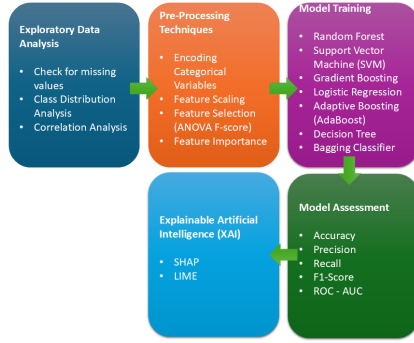 Exploratory Data
Analysis
• Check for missing
values
• Class Distribution
Analysis
• Correlation Analysis
Pre-Processing
Techniques
• Encoding
Categorical
Variables
• Feature Scaling
• Feature Selection
(ANOVA F-score)
• Feature Importance
Model Training
• Random Forest
• Support Vector
Machine (SVM)
• Gradient Boosting
• Logistic Regression
• Adaptive Boosting
(AdaBoost)
• Decision Tree
• Bagging Classifier
Model Assessment
• Accuracy
• Precision
• Recall
• F1-Score
• ROC - AUC
Explainable Artificial
Intelligence (XAI)
• SHAP
• LIME